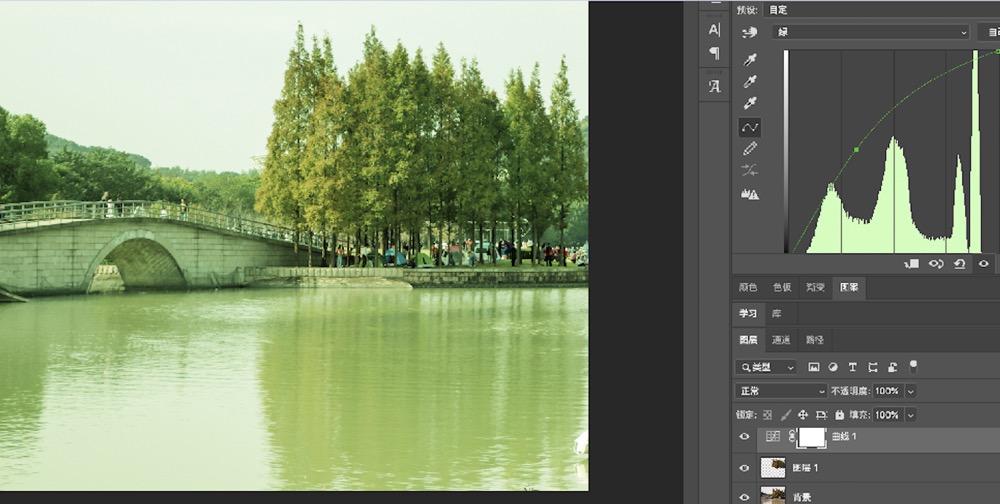 预设: 自定
绿
自动
颜色 色板 渐变 图案
学习 库
图层 通道 路径
类型
正常 不透明度: 100%
锁定: 填充: 100%
曲线 1
图层 1
背景